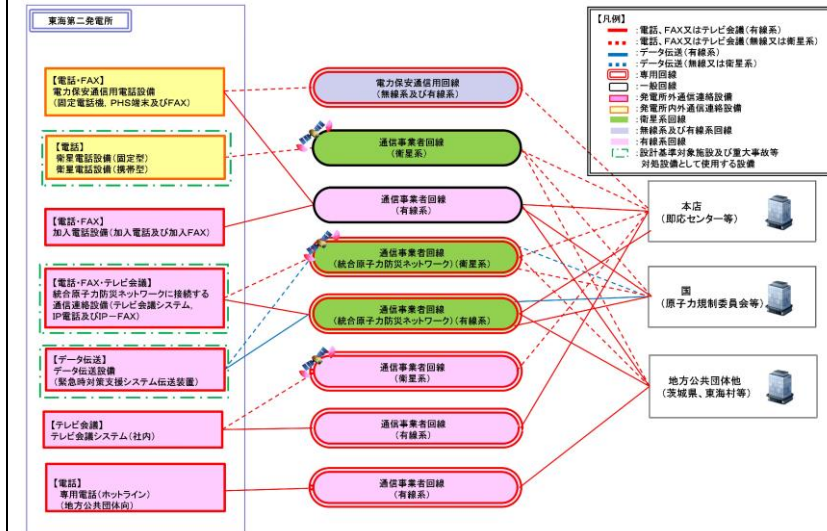 東海第二発電所
【電話・FAX】
電力保安通信用電話設備
(固定電話機、PHS端末及びFAX)
【電話】
衛星電話設備(固定型)
衛星電話設備(携帯型)
【電話・FAX】
加入電話設備(加入電話及び加入FAX)
【電話・FAX・テレビ会議】
統合原子力防災ネットワークに接続する
通信連絡設備(テレビ会議システム、
IP電話及びIP-FAX)
【データ伝送】
データ伝送設備
(緊急時対策支援システム伝送装置)
【テレビ会議】
テレビ会議システム(社内)
【電話】
専用電話(ホットライン)
(地方公共団体向)
電力保安通信用回線
(無線系及び有線系)
通信事業者回線
(衛星系)
通信事業者回線
(有線系)
通信事業者回線
(統合原子力防災ネットワーク)(衛星系)
通信事業者回線
(統合原子力防災ネットワーク)(有線系)
通信事業者回線
(衛星系)
通信事業者回線
(有線系)
通信事業者回線
(有線系)
【凡例】
:電話、FAX又はテレビ会議(有線系)
:電話、FAX又はテレビ会議(無線又は衛星系)
:データ伝送(有線系)
:データ伝送(無線又は衛星系)
:専用回線
:一般回線
:発電所外通信連絡設備
:発電所内外通信連絡設備
:衛星系回線
:無線系及び有線系回線
:有線系回線
:設計基準対象施設及び重大事故等
対処設備として使用する設備
本店
(即応センター等)
国
(原子力規制委員会等)
地方公共団体他
(茨城県、東海村等)